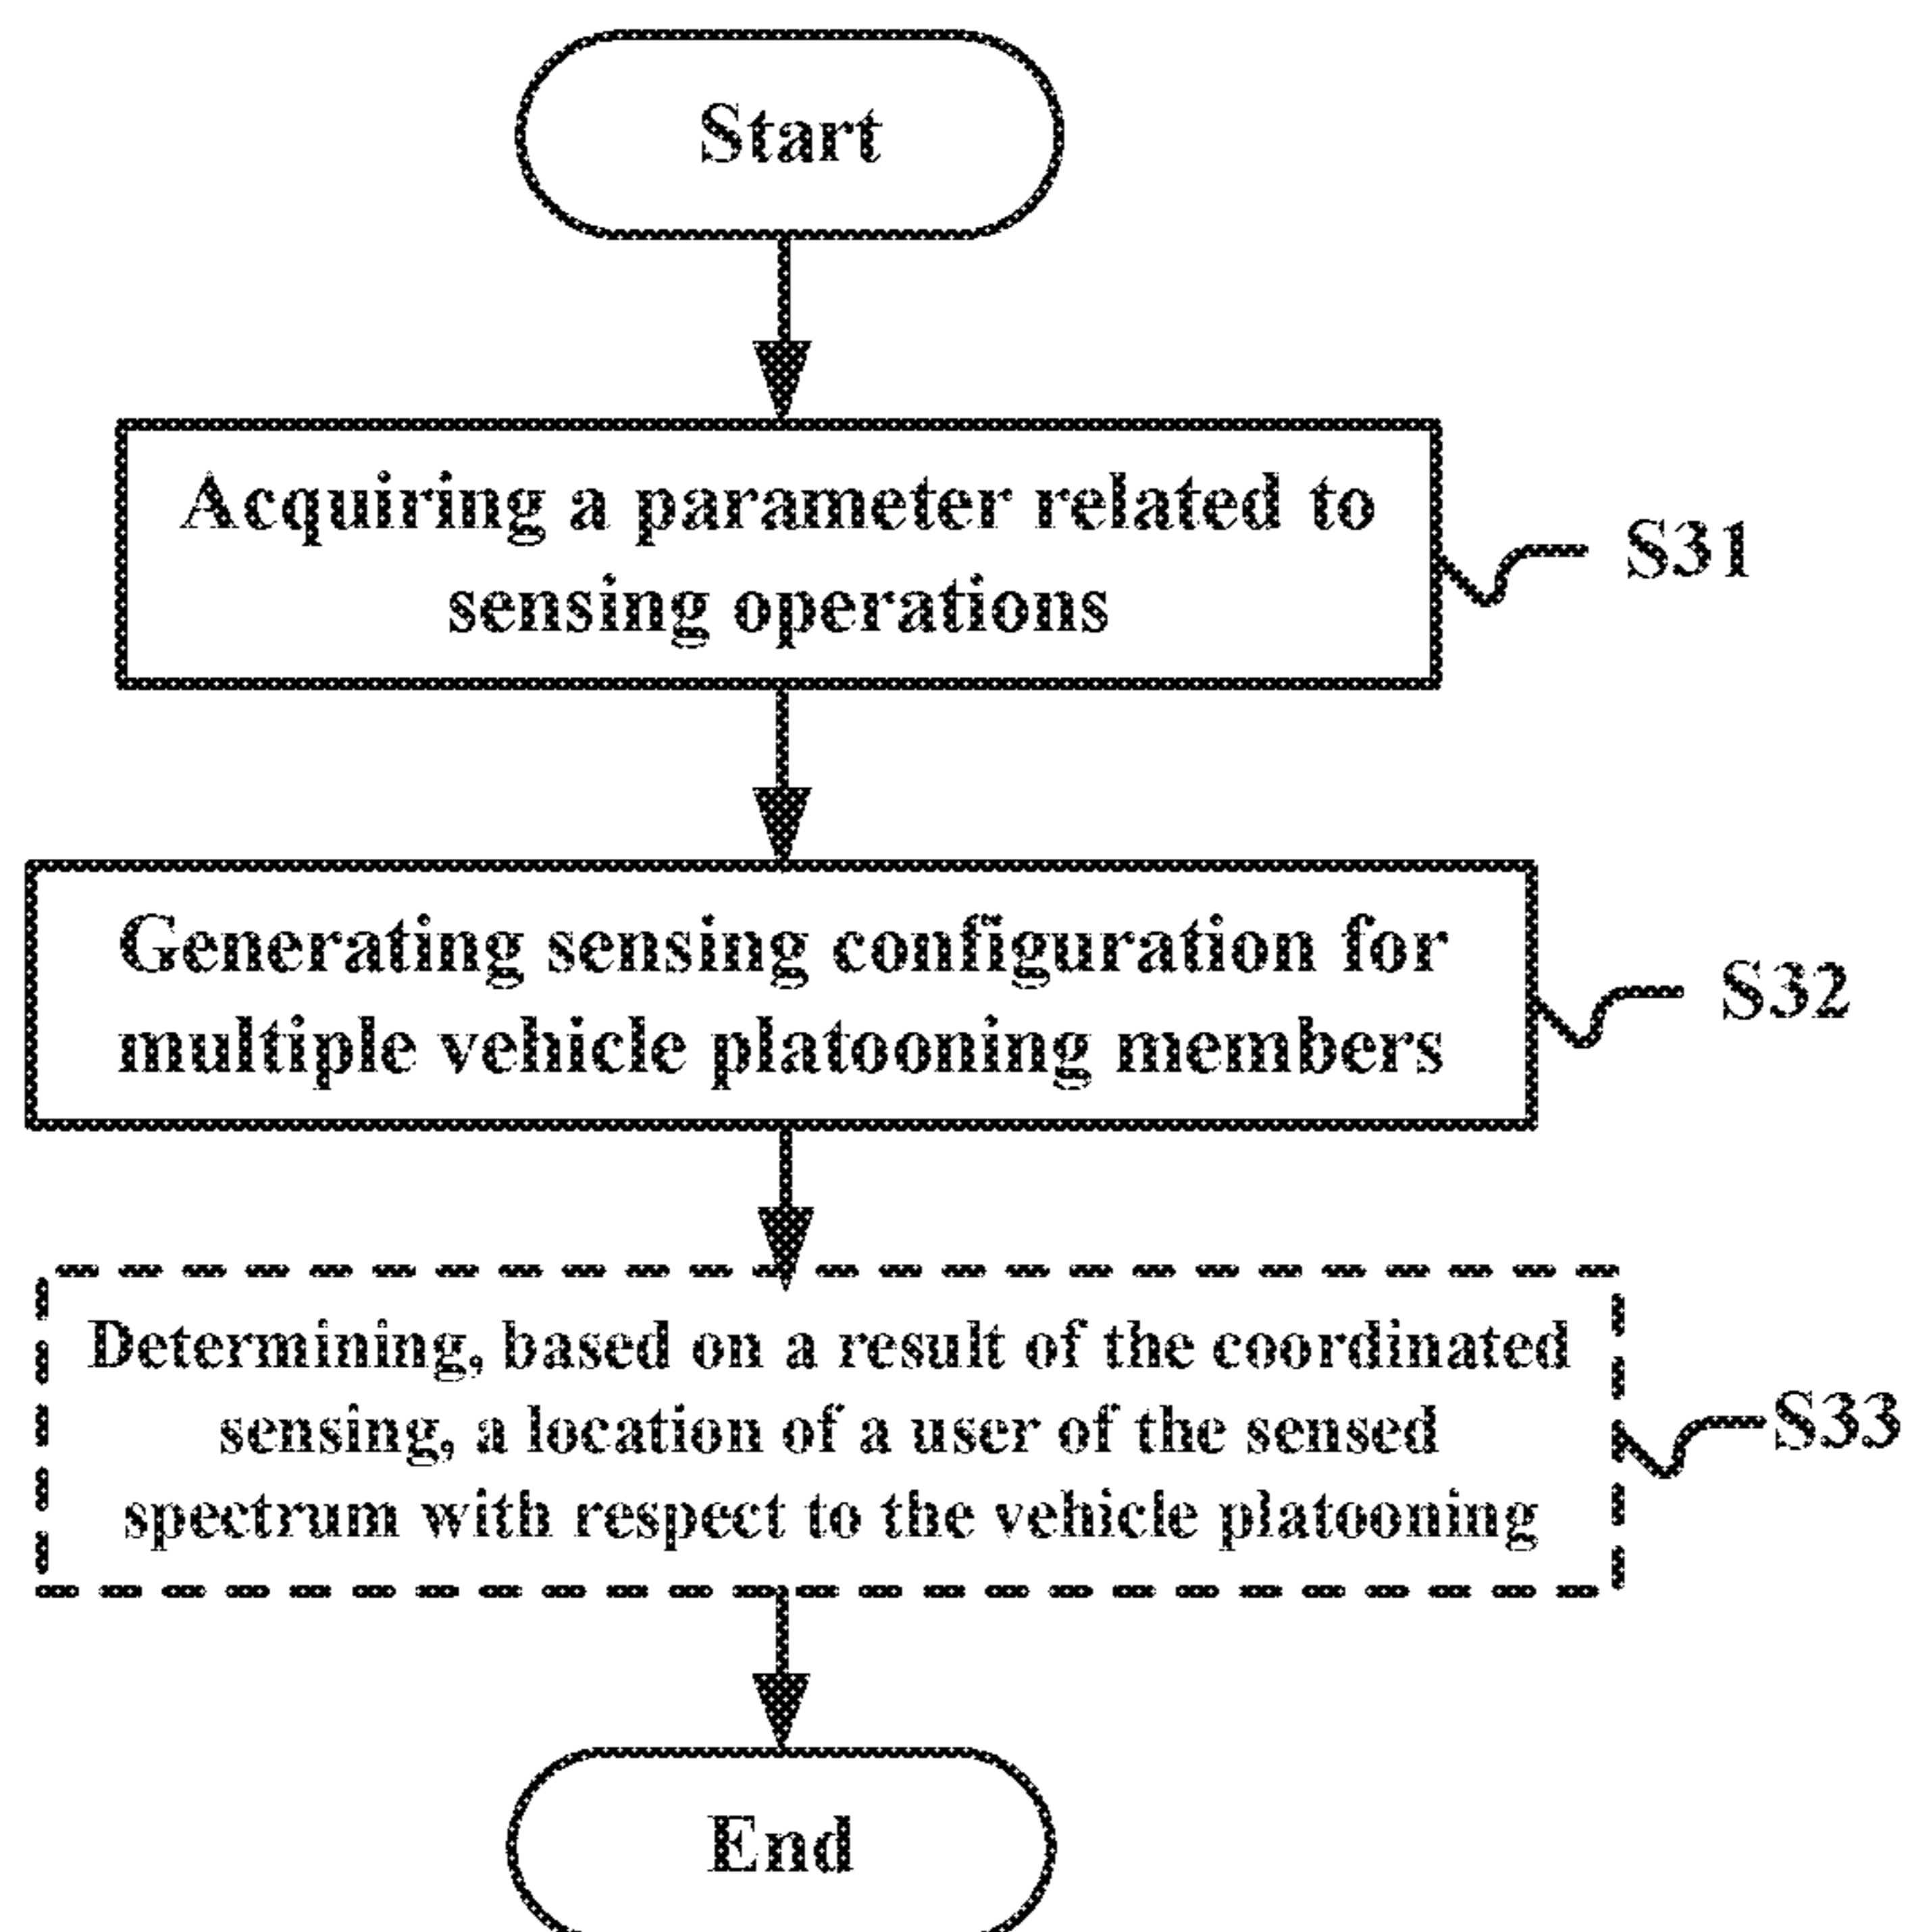 Start
Acquiring a parameter related to
sensing operations
S31
Generating sensing configuration for
multiple vehicle platooning members
S32
Determining, based on a result of the coordinated
sensing, a location of a user of the sensed
spectrum with respect to the vehicle platooning
S33
End